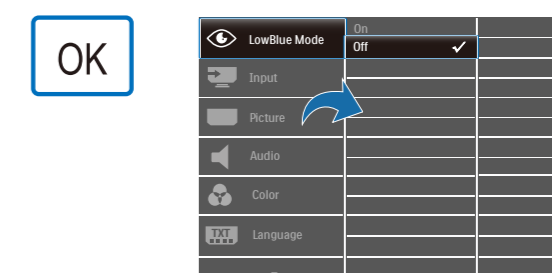 OK
LowBlue Mode
On
Off
Input
Picture
Audio
Color
TXT
Language